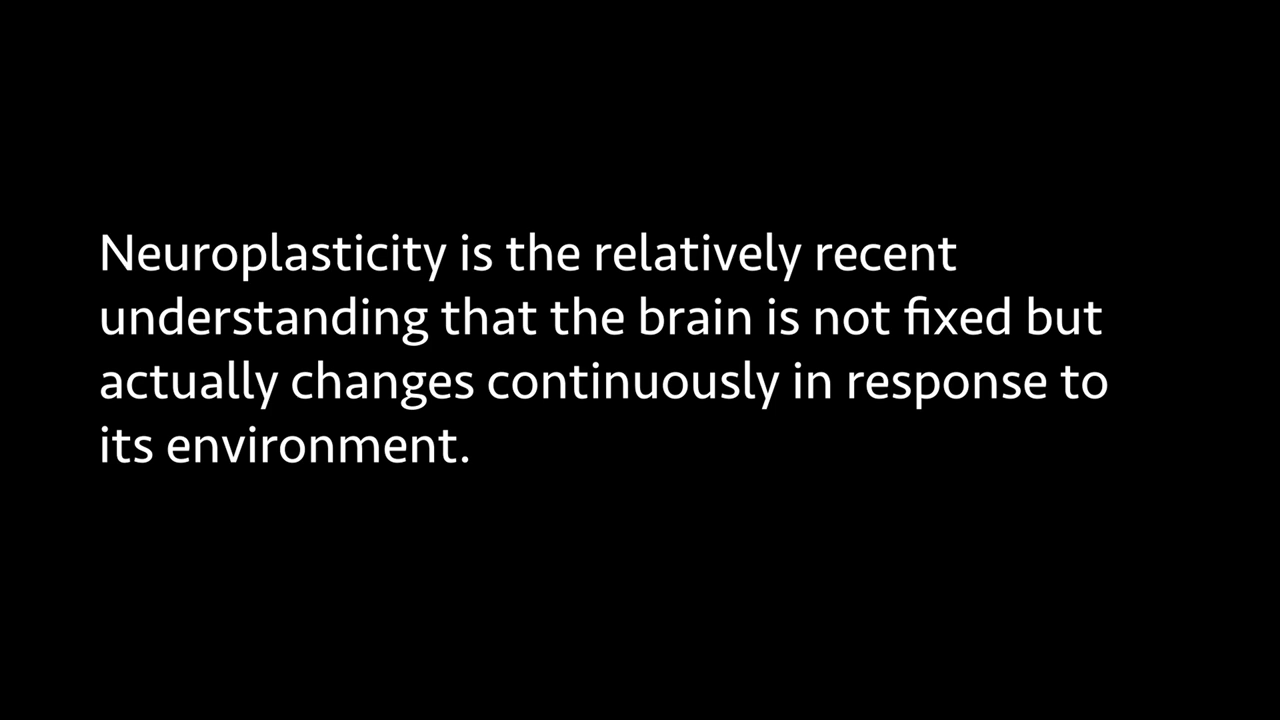 Neuroplasticity is the relatively recent
understanding that the brain is not fixed but
actually changes continuously in response to
its environment.